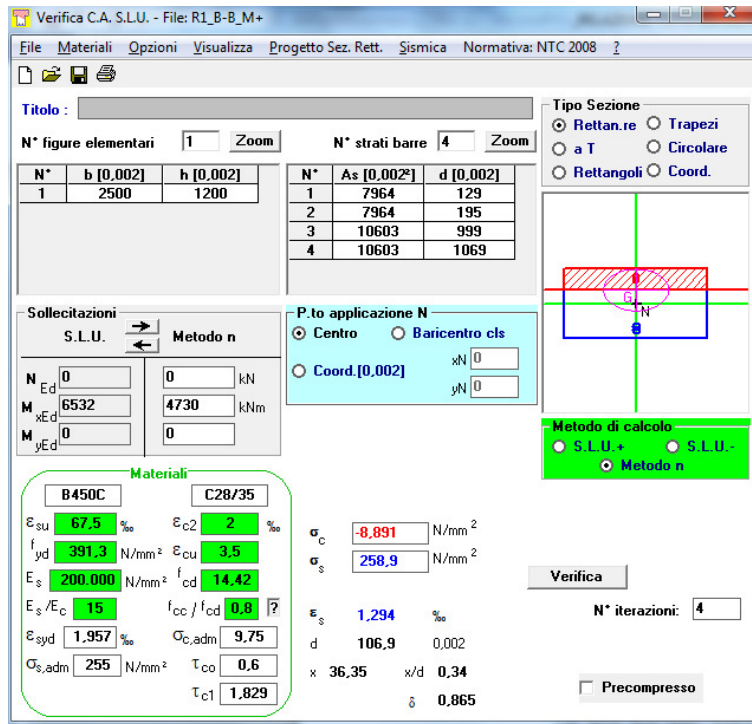 Verifica C.A. S.L.U. - File: R1_B-B_M+
File Materiali Opzioni Visualizza Progetto Sez. Rett. Sismica Normativa: NTC 2008 ?
Titolo :
N° figure elementari 1 Zoom
N° strati barre 4 Zoom
N° b [0,002] h [0,002]
1 2500 1200
N° As [0,002²] d [0,002]
1 7964 129
2 7964 195
3 10603 999
4 10603 1069
Tipo Sezione
Rettan.re Trapezi
a T Circolare
Rettangoli Coord.
G N
Sollecitazioni
S.L.U. Metodo n
N Ed 0 0 kN
M xEd 6532 4730 kNm
M yEd 0 0
P.to applicazione N
Centro Baricentro cls
Coord.[0,002] xN 0
yN 0
Metodo di calcolo
S.L.U.+ S.L.U.-
Metodo n
Materiali
B450C C28/35
εsu 67,5 ‰ εc2 2 ‰
fyd 391,3 N/mm² εcu 3,5
Es 200.000 N/mm² fcd 14,42
Es/Ec 15 fcc / fcd 0,8 ?
εsyd 1,957 ‰ σc,adm 9,75
σs,adm 255 N/mm² τco 0,6
τc1 1,829
σc -8,891 N/mm²
σs 258,9 N/mm²
εs 1,294 ‰
d 106,9 0,002
x 36,35 x/d 0,34
δ 0,865
Verifica
N° iterazioni: 4
Precompresso